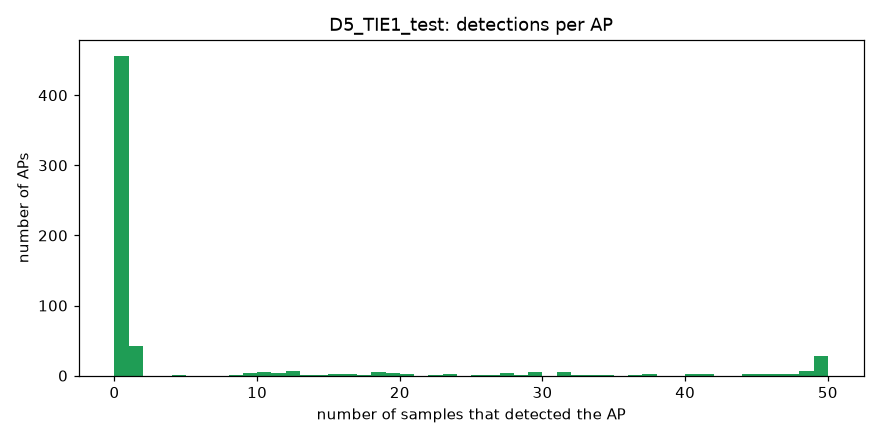 D5_TIE1_test: detections per AP
number of APs
400
300
200
100
0
0 10 20 30 40 50
number of samples that detected the AP